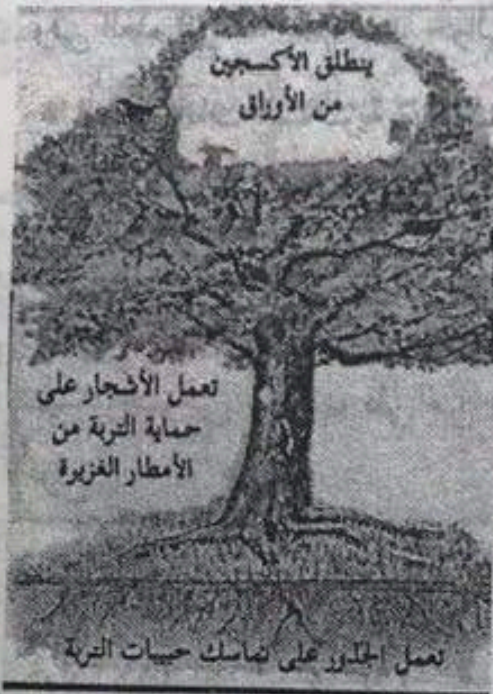 ينطلق الأكسجين
من الأوراق
تعمل الأشجار على
حماية التربة من
الأمطار الغزيرة
تعمل الجذور على تماسك حبيبات التربة